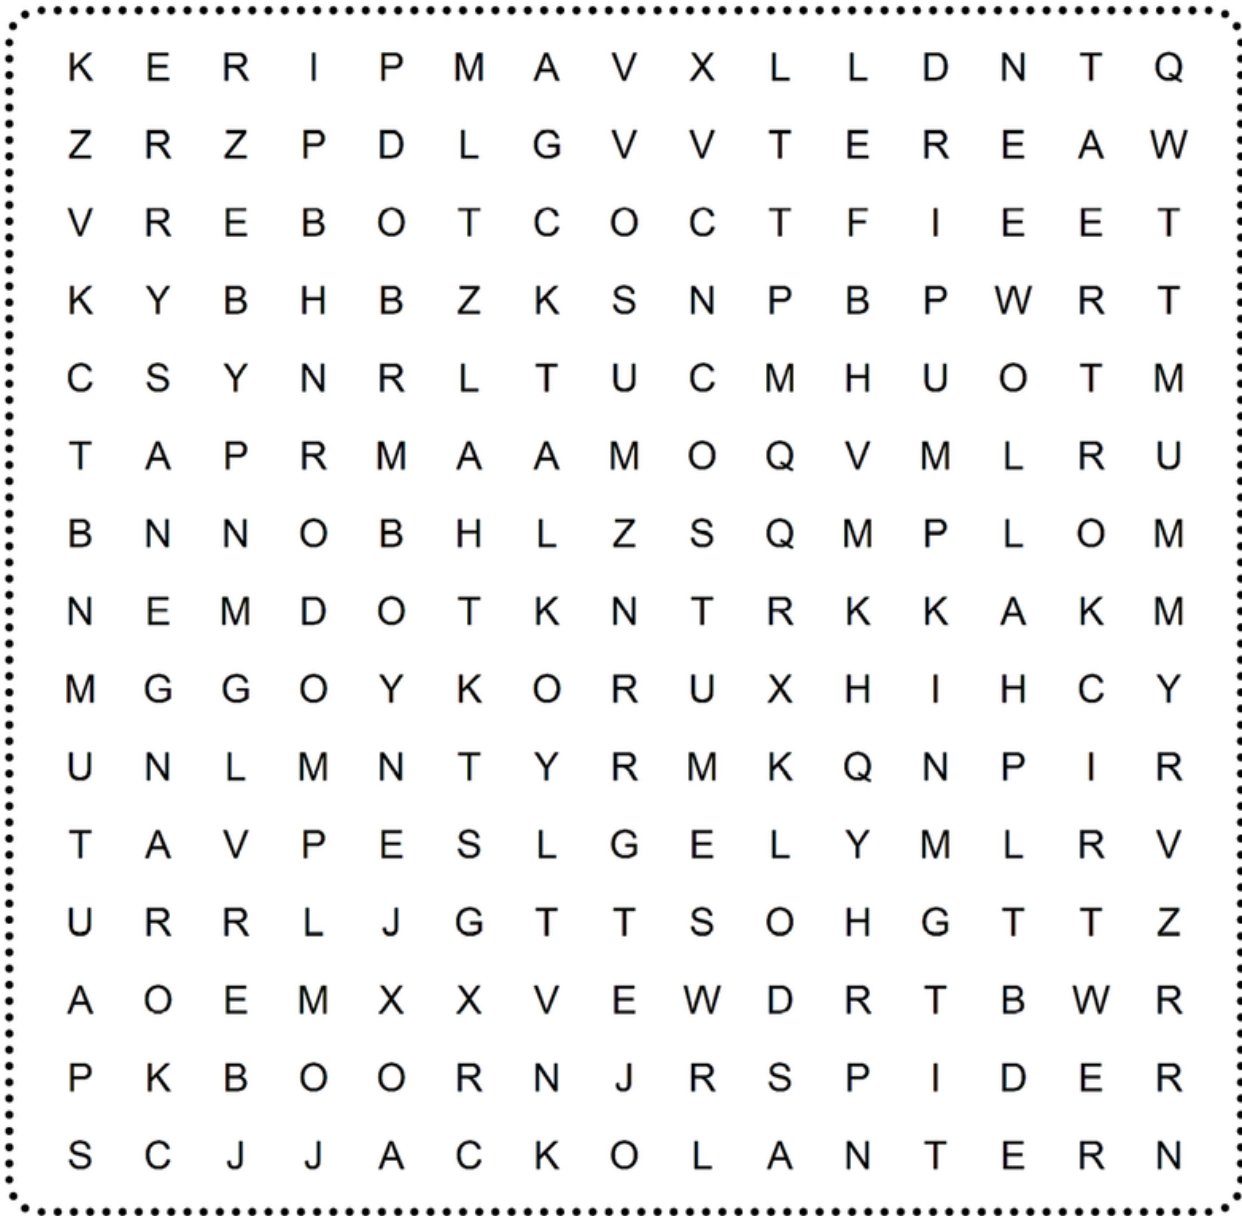 K E R I P M A V X L L D N T Q
Z R Z P D L G V V T E R E A W
V R E B O T C O C T F I E E T
K Y B H B Z K S N P B P W R T
C S Y N R L T U C M H U O T M
T A P R M A A M O Q V M L R U
B N N O B H L Z S Q M P L O M
N E M D O T K N T R K K A K M
M G G O Y K O R U X H I H C Y
U N L M N T Y R M K Q N P I R
T A V P E S L G E L Y M L R V
U R R L J G T T S O H G T T Z
A O E M X X V E W D R T B W R
P K B O O R N J R S P I D E R
S C J J A C K O L A N T E R N